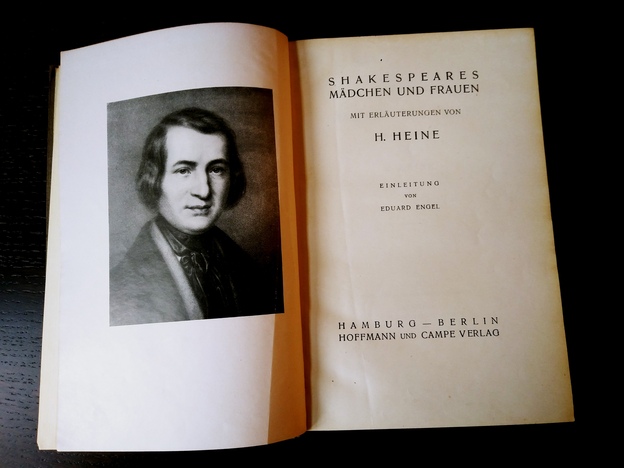 SHAKESPEARES
MÄDCHEN UND FRAUEN
MIT ERLÄUTERUNGEN VON
H. HEINE
EINLEITUNG
VON
EDUARD ENGEL
HAMBURG — BERLIN
HOFFMANN UND CAMPE VERLAG